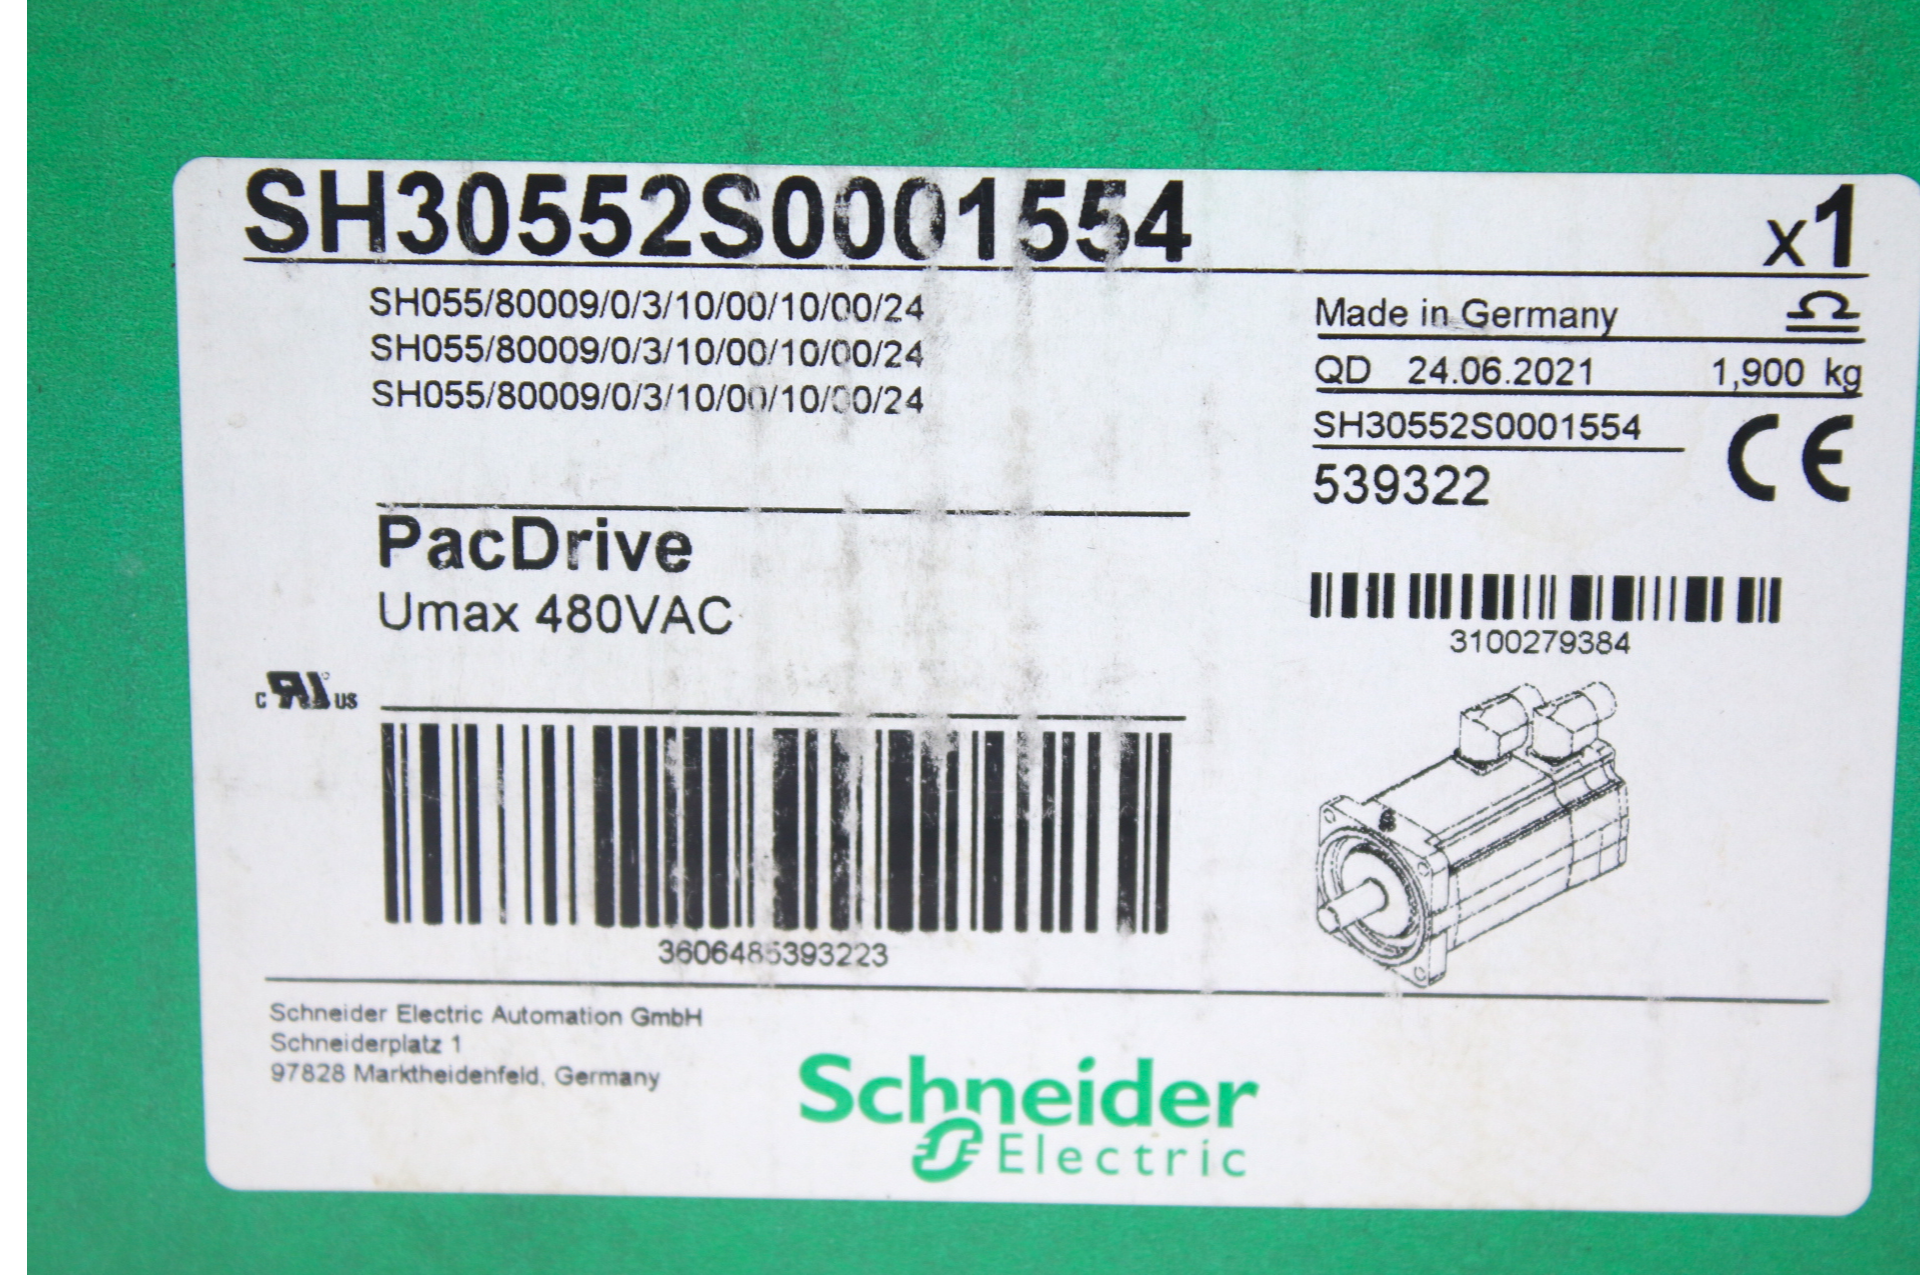 SH30552S0001554
x1
SH055/80009/0/3/10/00/10/00/24
SH055/80009/0/3/10/00/10/00/24
SH055/80009/0/3/10/00/10/00/24
Made in Germany
QD 24.06.2021 1,900 kg
SH30552S0001554
CE
539322
PacDrive
Umax 480VAC
3100279384
c RU us
3606485393223
Schneider Electric Automation GmbH
Schneiderplatz 1
97828 Marktheidenfeld, Germany
Schneider
Electric